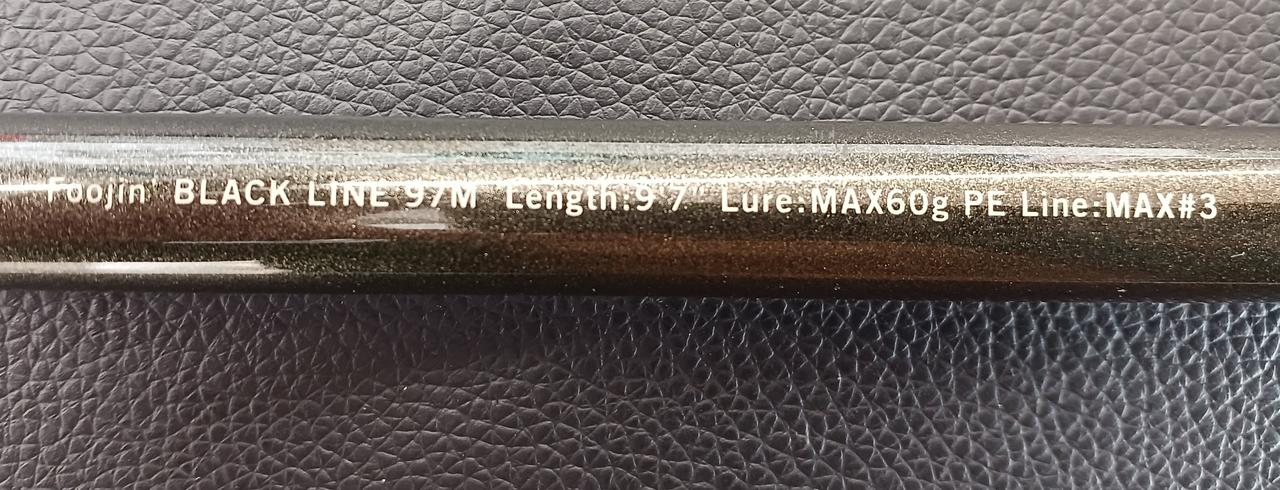 Foojin' BLACK LINE 97M Length:9'7" Lure:MAX60g PE Line:MAX#3